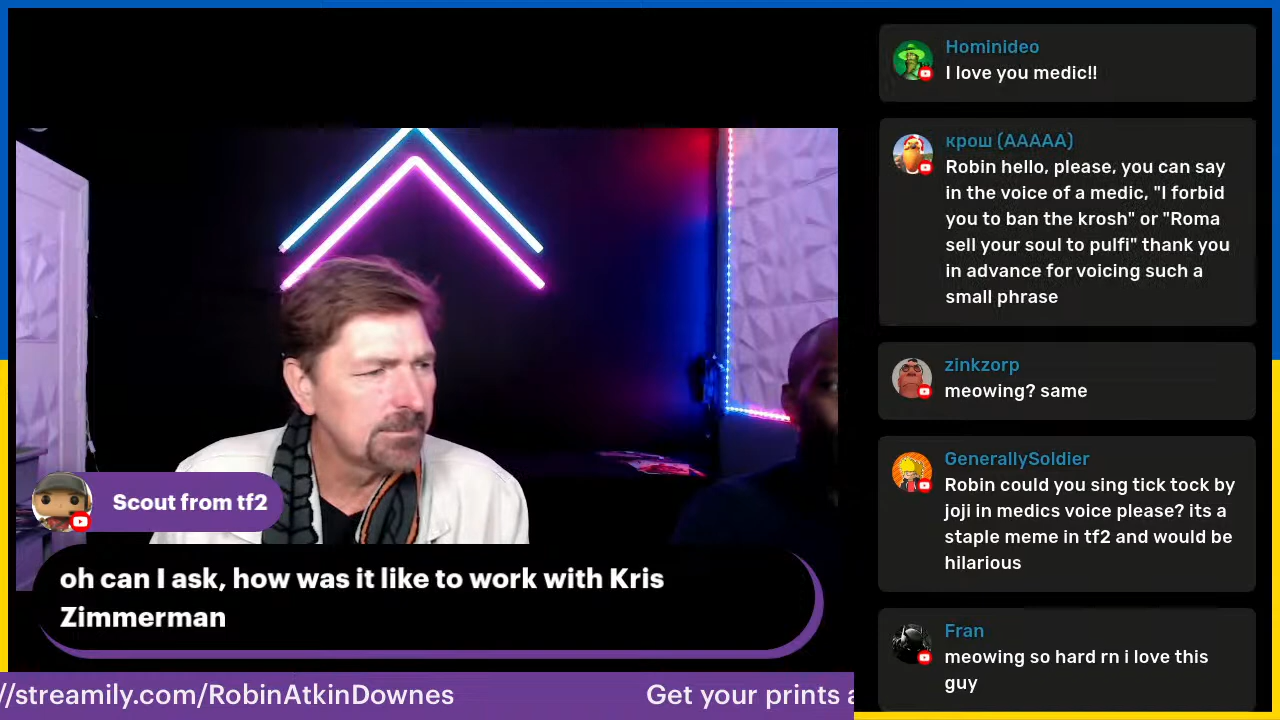 Hominideo
I love you medic!!
крош (AAAAA)
Robin hello, please, you can say
in the voice of a medic, "I forbid
you to ban the krosh" or "Roma
sell your soul to pulfi" thank you
in advance for voicing such a
small phrase
zinkzorp
meowing? same
GenerallySoldier
Robin could you sing tick tock by
joji in medics voice please? its a
staple meme in tf2 and would be
hilarious
Fran
meowing so hard rn i love this
guy
Scout from tf2
oh can I ask, how was it like to work with Kris
Zimmerman
//streamily.com/RobinAtkinDownes
Get your prints